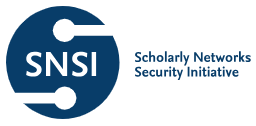 SNSI
Scholarly Networks
Security Initiative